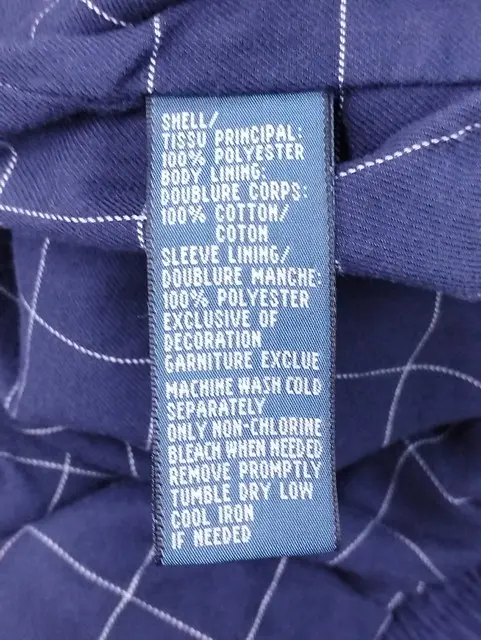 SHELL/
TISSU PRINCIPAL:
100% POLYESTER
BODY LINING:
DOUBLURE CORPS:
100% COTTON/
COTON
SLEEVE LINING/
DOUBLURE MANCHE:
100% POLYESTER
EXCLUSIVE OF
DECORATION
GARNITURE EXCLUE
MACHINE WASH COLD
SEPARATELY
ONLY NON-CHLORINE
BLEACH WHEN NEEDED
REMOVE PROMPTLY
TUMBLE DRY LOW
COOL IRON
IF NEEDED